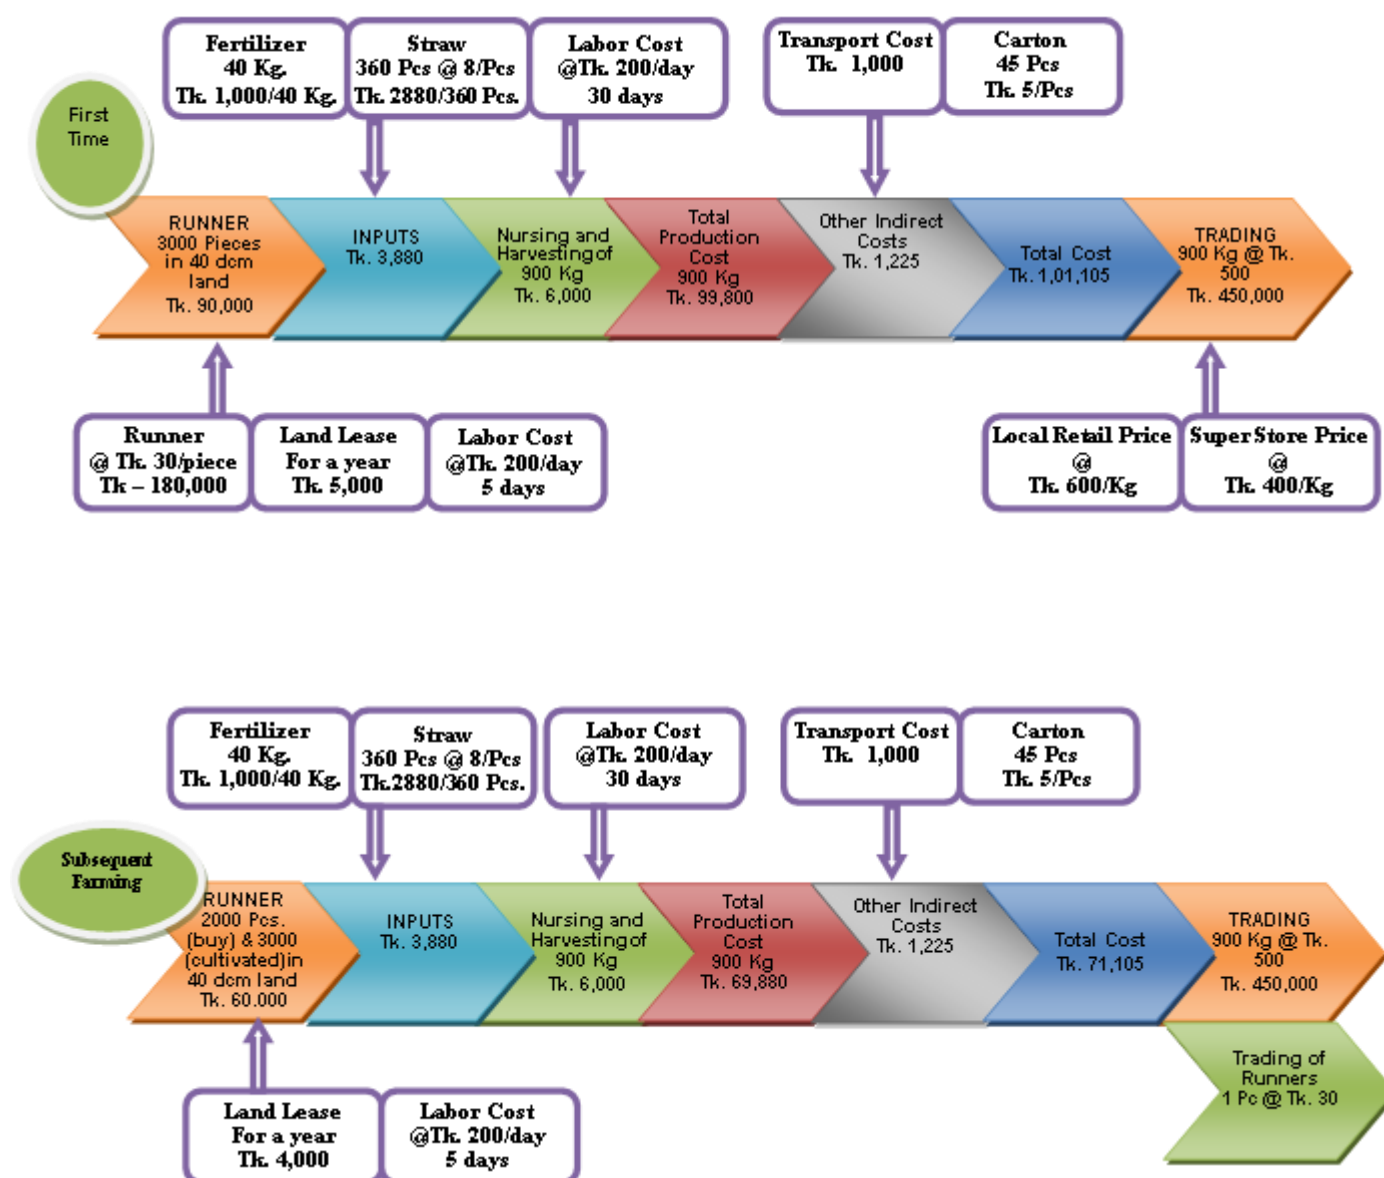 Fertilizer
40 Kg.
Tk. 1,000/40 Kg.
Straw
360 Pcs @ 8/Pcs
Tk. 2880/360 Pcs.
Labor Cost
@Tk. 200/day
30 days
Transport Cost
Tk. 1,000
Carton
45 Pcs
Tk. 5/Pcs
First
Time
RUNNER
3000 Pieces
in 40 dcm
land
Tk. 90,000
INPUTS
Tk. 3,880
Nursing and
Harvesting of
900 Kg
Tk. 6,000
Total
Production
Cost
900 Kg
Tk. 99,800
Other Indirect
Costs
Tk. 1,225
Total Cost
Tk. 1,01,105
TRADING
900 Kg @ Tk.
500
Tk. 450,000
Runner
@ Tk. 30/piece
Tk – 180,000
Land Lease
For a year
Tk. 5,000
Labor Cost
@Tk. 200/day
5 days
Local Retail Price
@
Tk. 600/Kg
Super Store Price
@
Tk. 400/Kg
Fertilizer
40 Kg.
Tk. 1,000/40 Kg.
Straw
360 Pcs @ 8/Pcs
Tk.2880/360 Pcs.
Labor Cost
@Tk. 200/day
30 days
Transport Cost
Tk. 1,000
Carton
45 Pcs
Tk. 5/Pcs
Subsequent
Farming
RUNNER
2000 Pcs.
(buy) & 3000
(cultivated)in
40 dcm land
Tk. 60.000
INPUTS
Tk. 3,880
Nursing and
Harvesting of
900 Kg
Tk. 6,000
Total
Production
Cost
900 Kg
Tk. 69,880
Other Indirect
Costs
Tk. 1,225
Total Cost
Tk. 71,105
TRADING
900 Kg @ Tk.
500
Tk. 450,000
Trading of
Runners
1 Pc @ Tk. 30
Land Lease
For a year
Tk. 4,000
Labor Cost
@Tk. 200/day
5 days